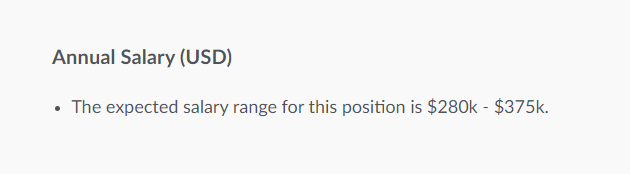 Annual Salary (USD)
• The expected salary range for this position is $280k - $375k.